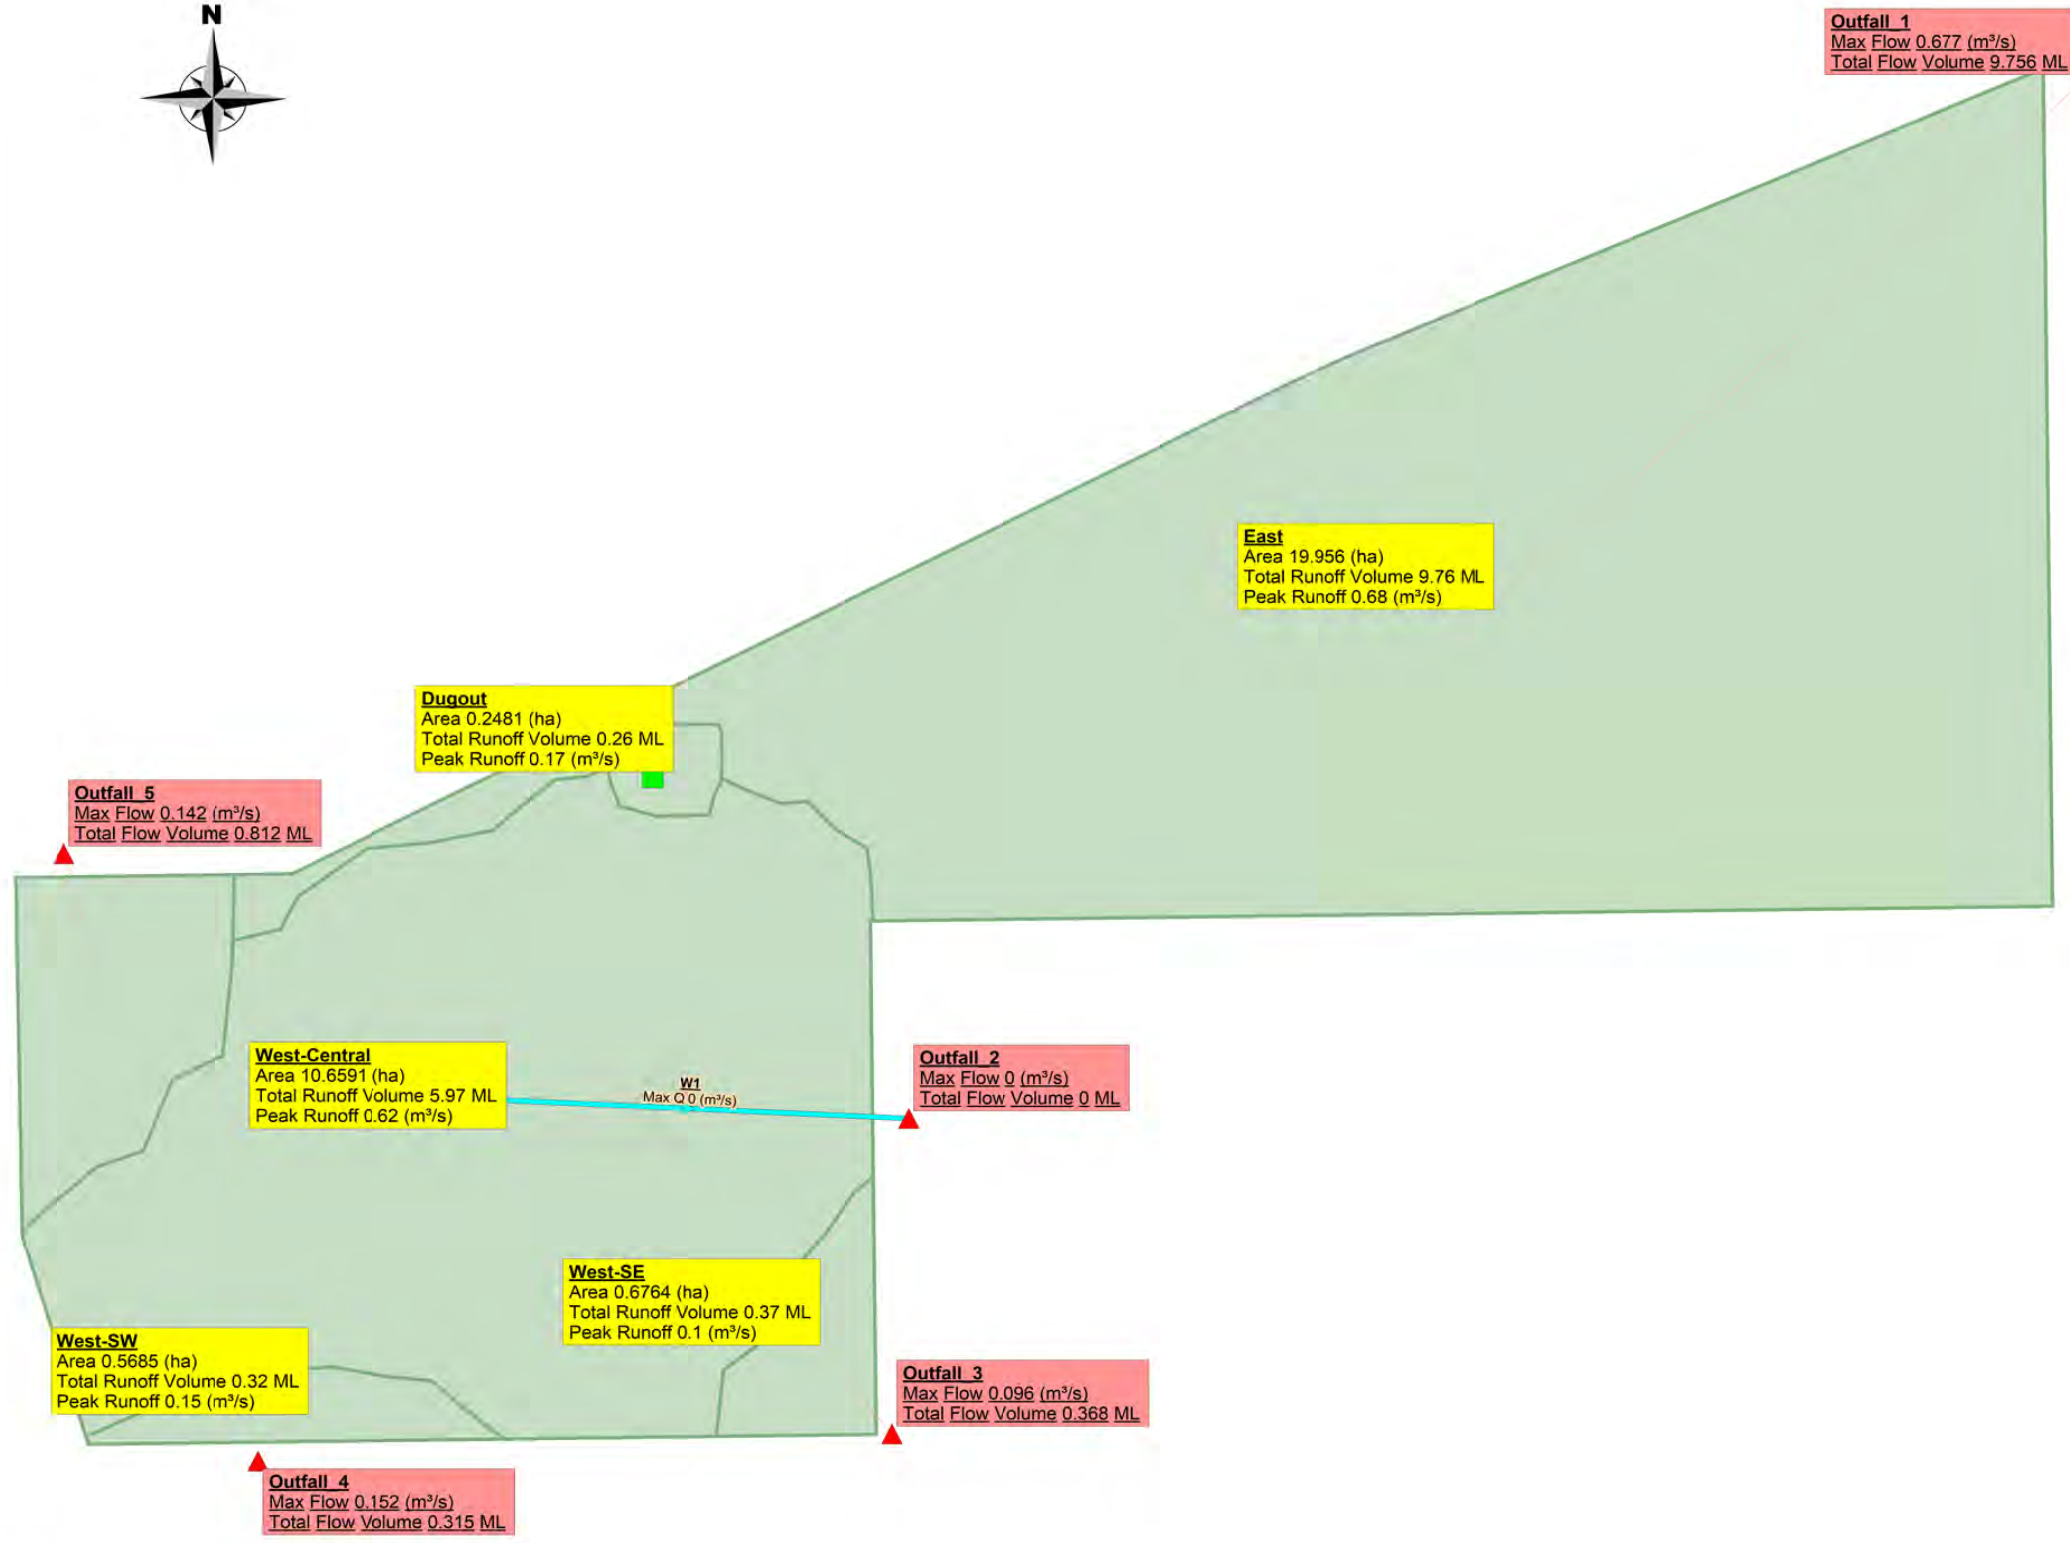 N
Outfall_1
Max Flow 0.677 (m³/s)
Total Flow Volume 9.756 ML
East
Area 19.956 (ha)
Total Runoff Volume 9.76 ML
Peak Runoff 0.68 (m³/s)
Dugout
Area 0.2481 (ha)
Total Runoff Volume 0.26 ML
Peak Runoff 0.17 (m³/s)
Outfall_5
Max Flow 0.142 (m³/s)
Total Flow Volume 0.812 ML
West-Central
Area 10.6591 (ha)
Total Runoff Volume 5.97 ML
Peak Runoff 0.62 (m³/s)
W1
Max Q 0 (m³/s)
Outfall_2
Max Flow 0 (m³/s)
Total Flow Volume 0 ML
West-SE
Area 0.6764 (ha)
Total Runoff Volume 0.37 ML
Peak Runoff 0.1 (m³/s)
West-SW
Area 0.5685 (ha)
Total Runoff Volume 0.32 ML
Peak Runoff 0.15 (m³/s)
Outfall_3
Max Flow 0.096 (m³/s)
Total Flow Volume 0.368 ML
Outfall_4
Max Flow 0.152 (m³/s)
Total Flow Volume 0.315 ML